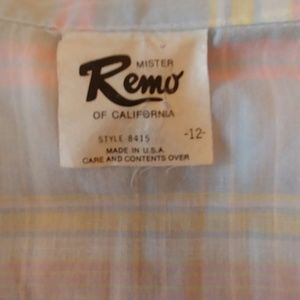 MISTER
Remo
OF CALIFORNIA
STYLE 8415 -12-
MADE IN U.S.A.
CARE AND CONTENTS OVER